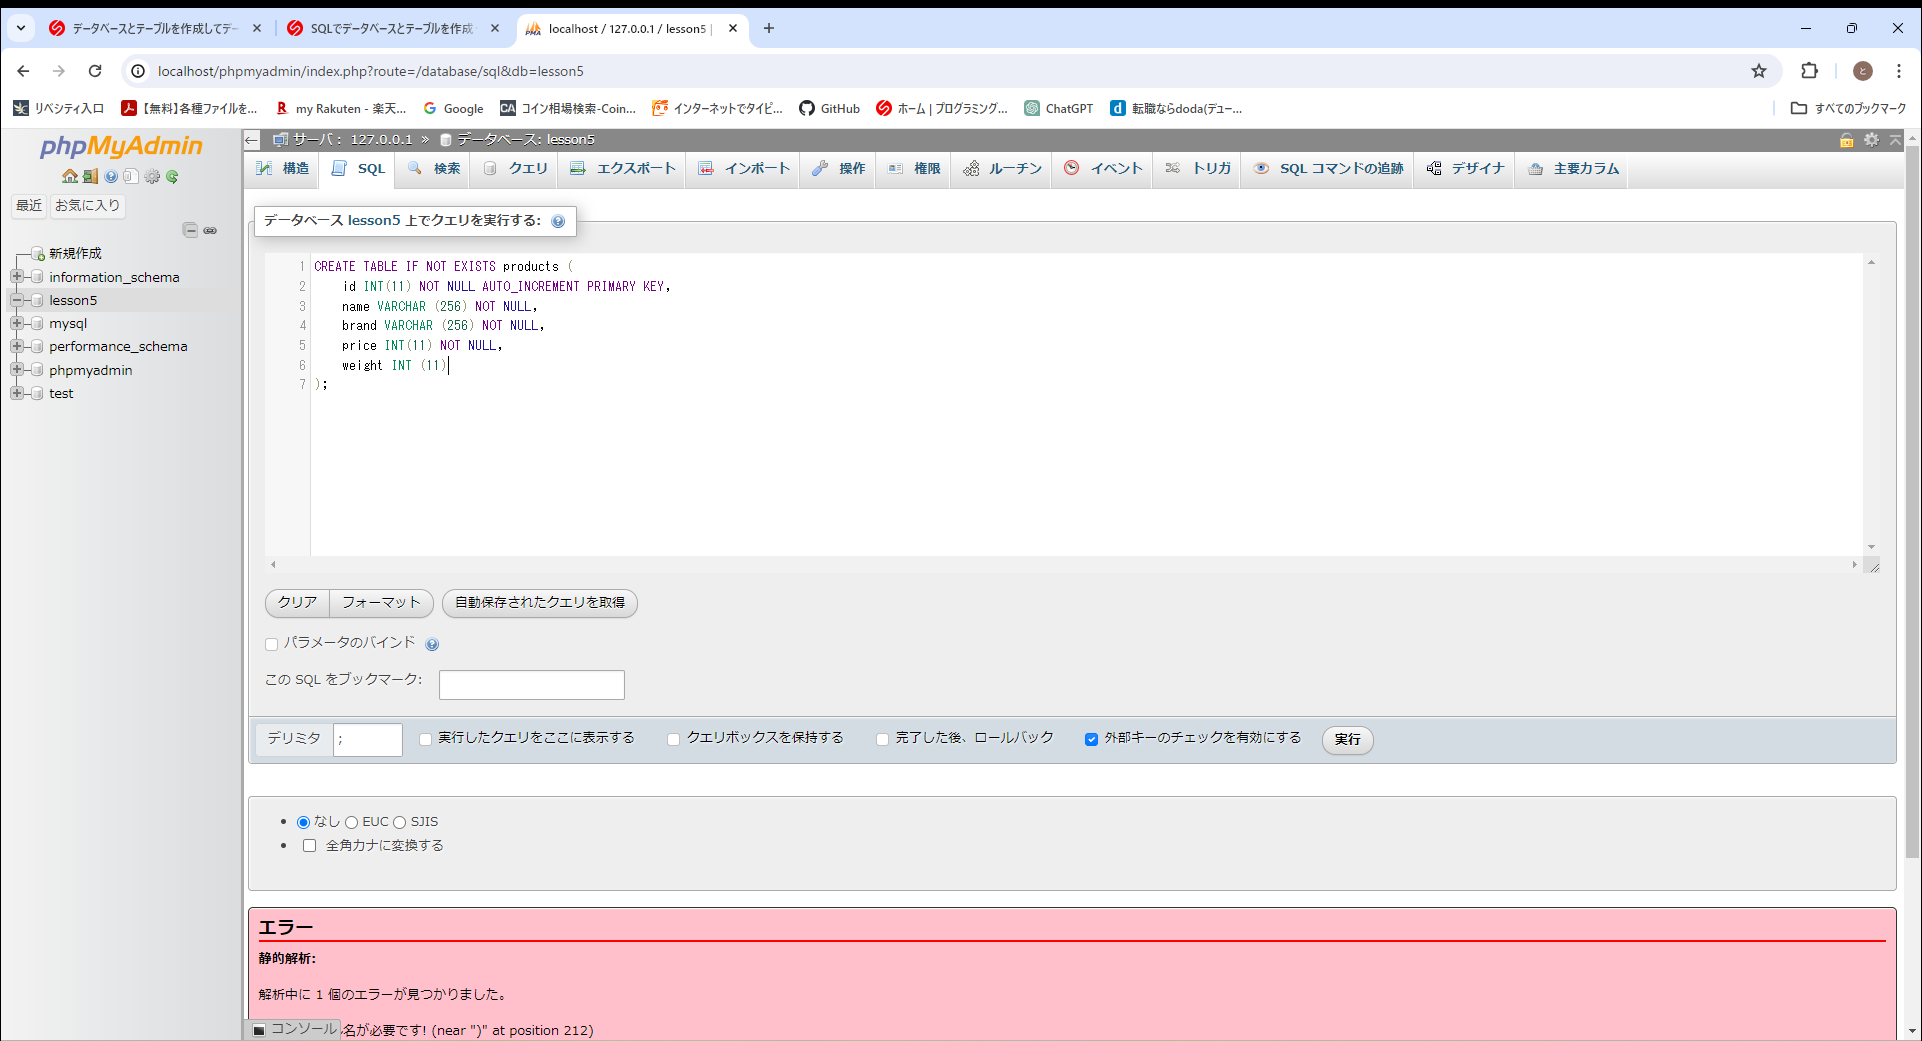 データベースとテーブルを作成してデー
SQLでデータベースとテーブルを作成
localhost / 127.0.0.1 / lesson5 |
localhost/phpmyadmin/index.php?route=/database/sql&db=lesson5
と
リベシティ入口
【無料】各種ファイルを...
my Rakuten - 楽天...
Google
コイン相場検索-Coin...
インターネットでタイピ...
GitHub
ホーム | プログラミング...
ChatGPT
転職ならdoda(デュー...
すべてのブックマーク
phpMyAdmin
最近
お気に入り
新規作成
information_schema
lesson5
mysql
performance_schema
phpmyadmin
test
サーバ: 127.0.0.1 » データベース: lesson5
構造
SQL
検索
クエリ
エクスポート
インポート
操作
権限
ルーチン
イベント
トリガ
SQL コマンドの追跡
デザイナ
主要カラム
データベース lesson5 上でクエリを実行する:
1 CREATE TABLE IF NOT EXISTS products (
2 id INT(11) NOT NULL AUTO_INCREMENT PRIMARY KEY,
3 name VARCHAR (256) NOT NULL,
4 brand VARCHAR (256) NOT NULL,
5 price INT(11) NOT NULL,
6 weight INT (11)
7 );
クリア
フォーマット
自動保存されたクエリを取得
パラメータのバインド
この SQL をブックマーク:
デリミタ
;
実行したクエリをここに表示する
クエリボックスを保持する
完了した後、ロールバック
外部キーのチェックを有効にする
実行
なし EUC SJIS
全角カナに変換する
エラー
静的解析:
解析中に 1 個のエラーが見つかりました。
コンソール
名が必要です! (near ")" at position 212)